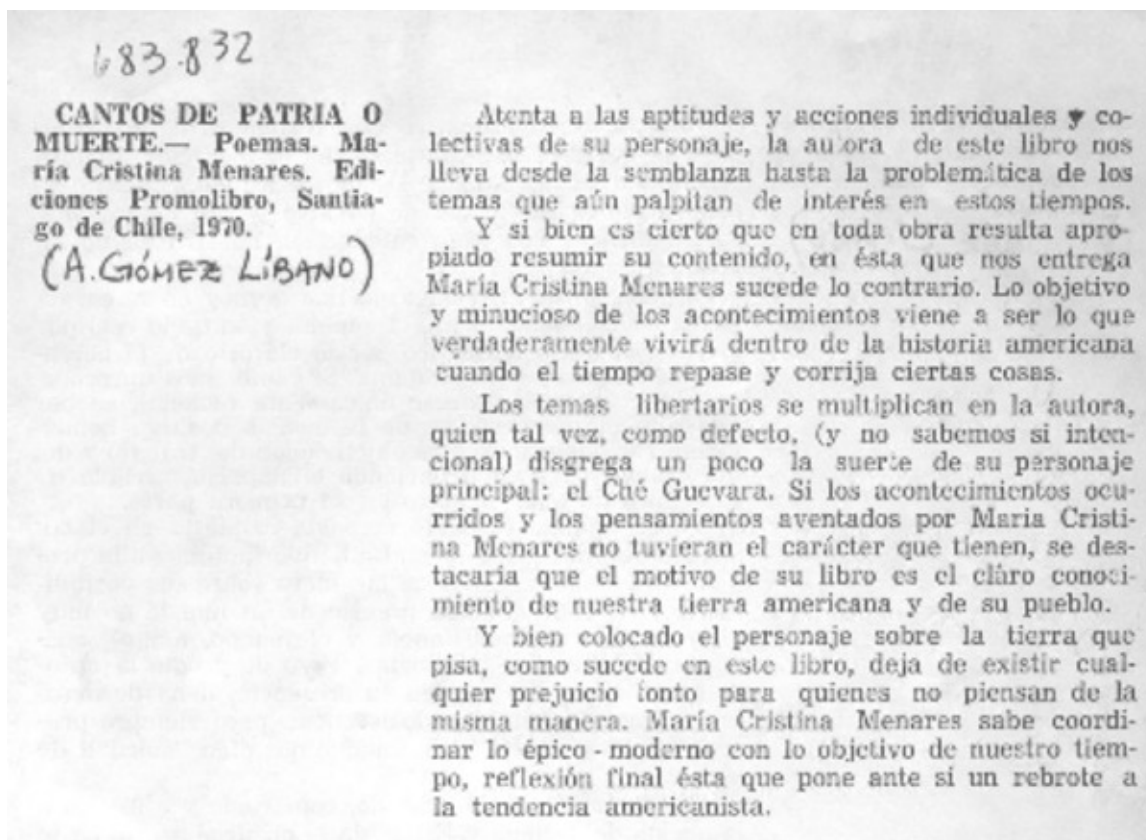 683.832
CANTOS DE PATRIA O
MUERTE.— Poemas. Ma-
ría Cristina Menares. Edi-
ciones Promolibro, Santia-
go de Chile, 1970.
(A. GÓMEZ LÍBANO)
Atenta a las aptitudes y acciones individuales y co-
lectivas de su personaje, la autora de este libro nos
lleva desde la semblanza hasta la problemática de los
temas que aún palpitan de interés en estos tiempos.
Y si bien es cierto que en toda obra resulta apro-
piado resumir su contenido, en ésta que nos entrega
María Cristina Menares sucede lo contrario. Lo objetivo
y minucioso de los acontecimientos viene a ser lo que
verdaderamente vivirá dentro de la historia americana
cuando el tiempo repase y corrija ciertas cosas.
Los temas libertarios se multiplican en la autora,
quien tal vez, como defecto, (y no sabemos si inten-
cional) disgrega un poco la suerte de su personaje
principal: el Ché Guevara. Si los acontecimientos ocu-
rridos y los pensamientos aventados por María Cristi-
na Menares no tuvieran el carácter que tienen, se des-
tacaría que el motivo de su libro es el cláro conoci-
miento de nuestra tierra americana y de su pueblo.
Y bien colocado el personaje sobre la tierra que
pisa, como sucede en este libro, deja de existir cual-
quier prejuicio tonto para quienes no piensan de la
misma manera. María Cristina Menares sabe coordi-
nar lo épico - moderno con lo objetivo de nuestro tiem-
po, reflexión final ésta que pone ante sí un rebrote a
la tendencia americanista.